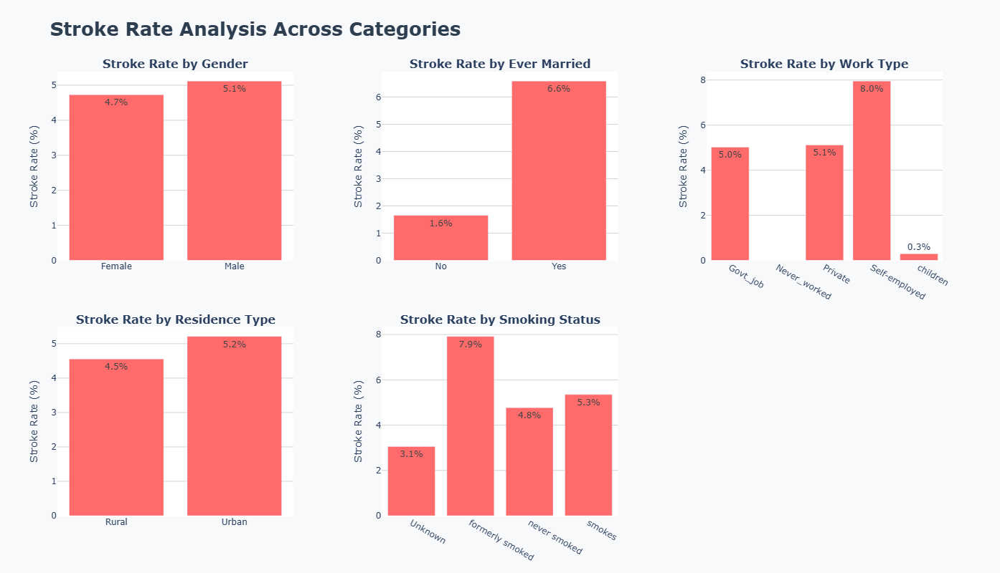 Stroke Rate Analysis Across Categories
Stroke Rate by Gender
Stroke Rate (%)
5
4
3
2
1
0
4.7%
5.1%
Female
Male
Stroke Rate by Ever Married
Stroke Rate (%)
6
5
4
3
2
1
0
1.6%
6.6%
No
Yes
Stroke Rate by Work Type
Stroke Rate (%)
8
6
4
2
0
5.0%
5.1%
8.0%
0.3%
Govt_job
Never_worked
Private
Self-employed
children
Stroke Rate by Residence Type
Stroke Rate (%)
5
4
3
2
1
0
4.5%
5.2%
Rural
Urban
Stroke Rate by Smoking Status
Stroke Rate (%)
8
6
4
2
0
3.1%
7.9%
4.8%
5.3%
Unknown
formerly smoked
never smoked
smokes